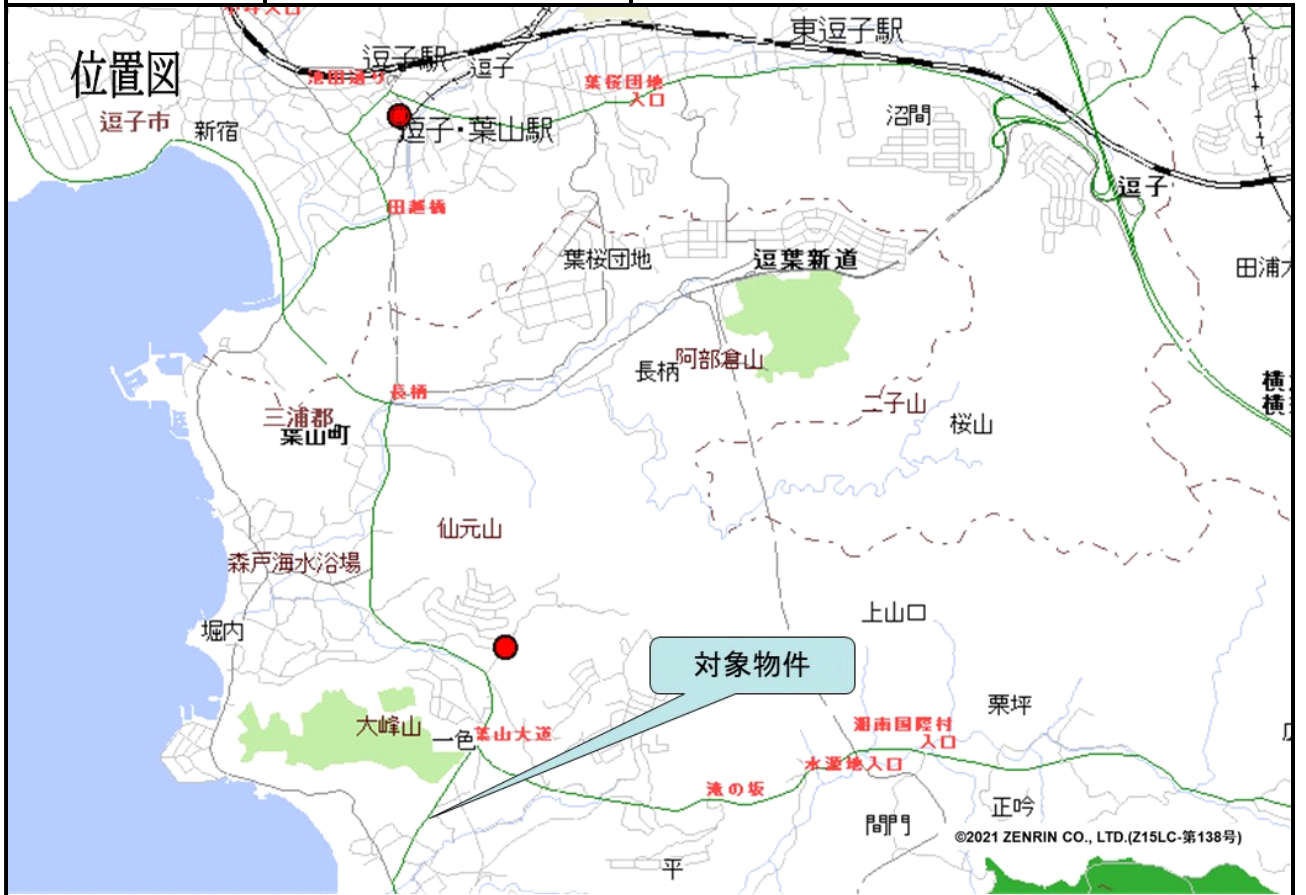 位置図
逗子駅
逗子
東逗子駅
池田通り
葉桜団地
入口
逗子市
新宿
逗子・葉山駅
沼間
逗子
田越橋
葉桜団地
逗葉新道
長柄
阿部倉山
長柄
二子山
桜山
三浦郡
葉山町
仙元山
森戸海水浴場
堀内
上山口
対象物件
大峰山
一色
葉山大道
湘南国際村
入口
水源地入口
栗坪
滝の坂
正吟
間門
平
©2021 ZENRIN CO., LTD.(Z15LC-第138号)